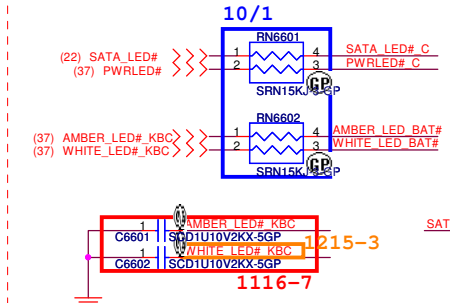 10/1
RN6601
(22) SATA_LED# 1 4 SATA_LED#_C
(37) PWRLED# 2 3 PWRLED#_C
SRN15KJ-3-GP
GP
RN6602
(37) AMBER_LED#_KBC 1 4 AMBER_LED_BAT#
(37) WHITE_LED#_KBC 2 3 WHITE_LED_BAT#
GP
1 AMBER_LED#_KBC
C6601 SCD1U10V2KX-5GP
1 WHITE_LED#_KBC 1215-3
C6602 SCD1U10V2KX-5GP
1116-7
SAT